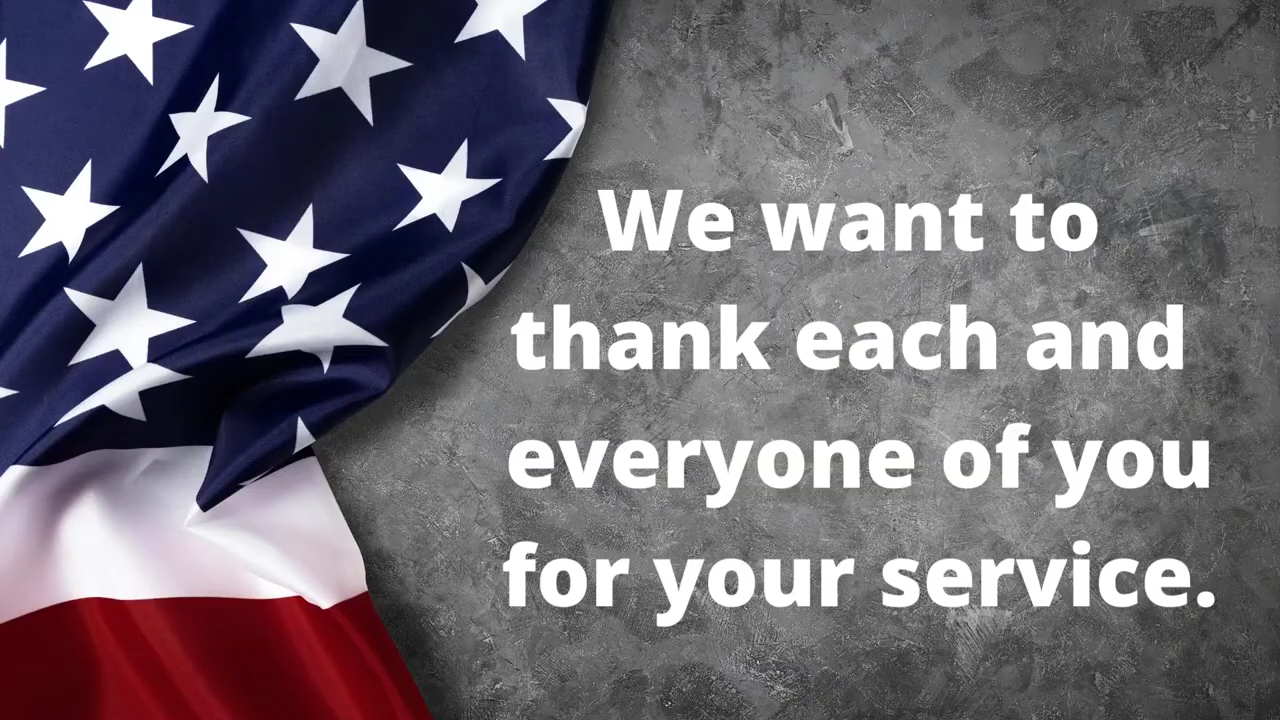 We want to
thank each and
everyone of you
for your service.